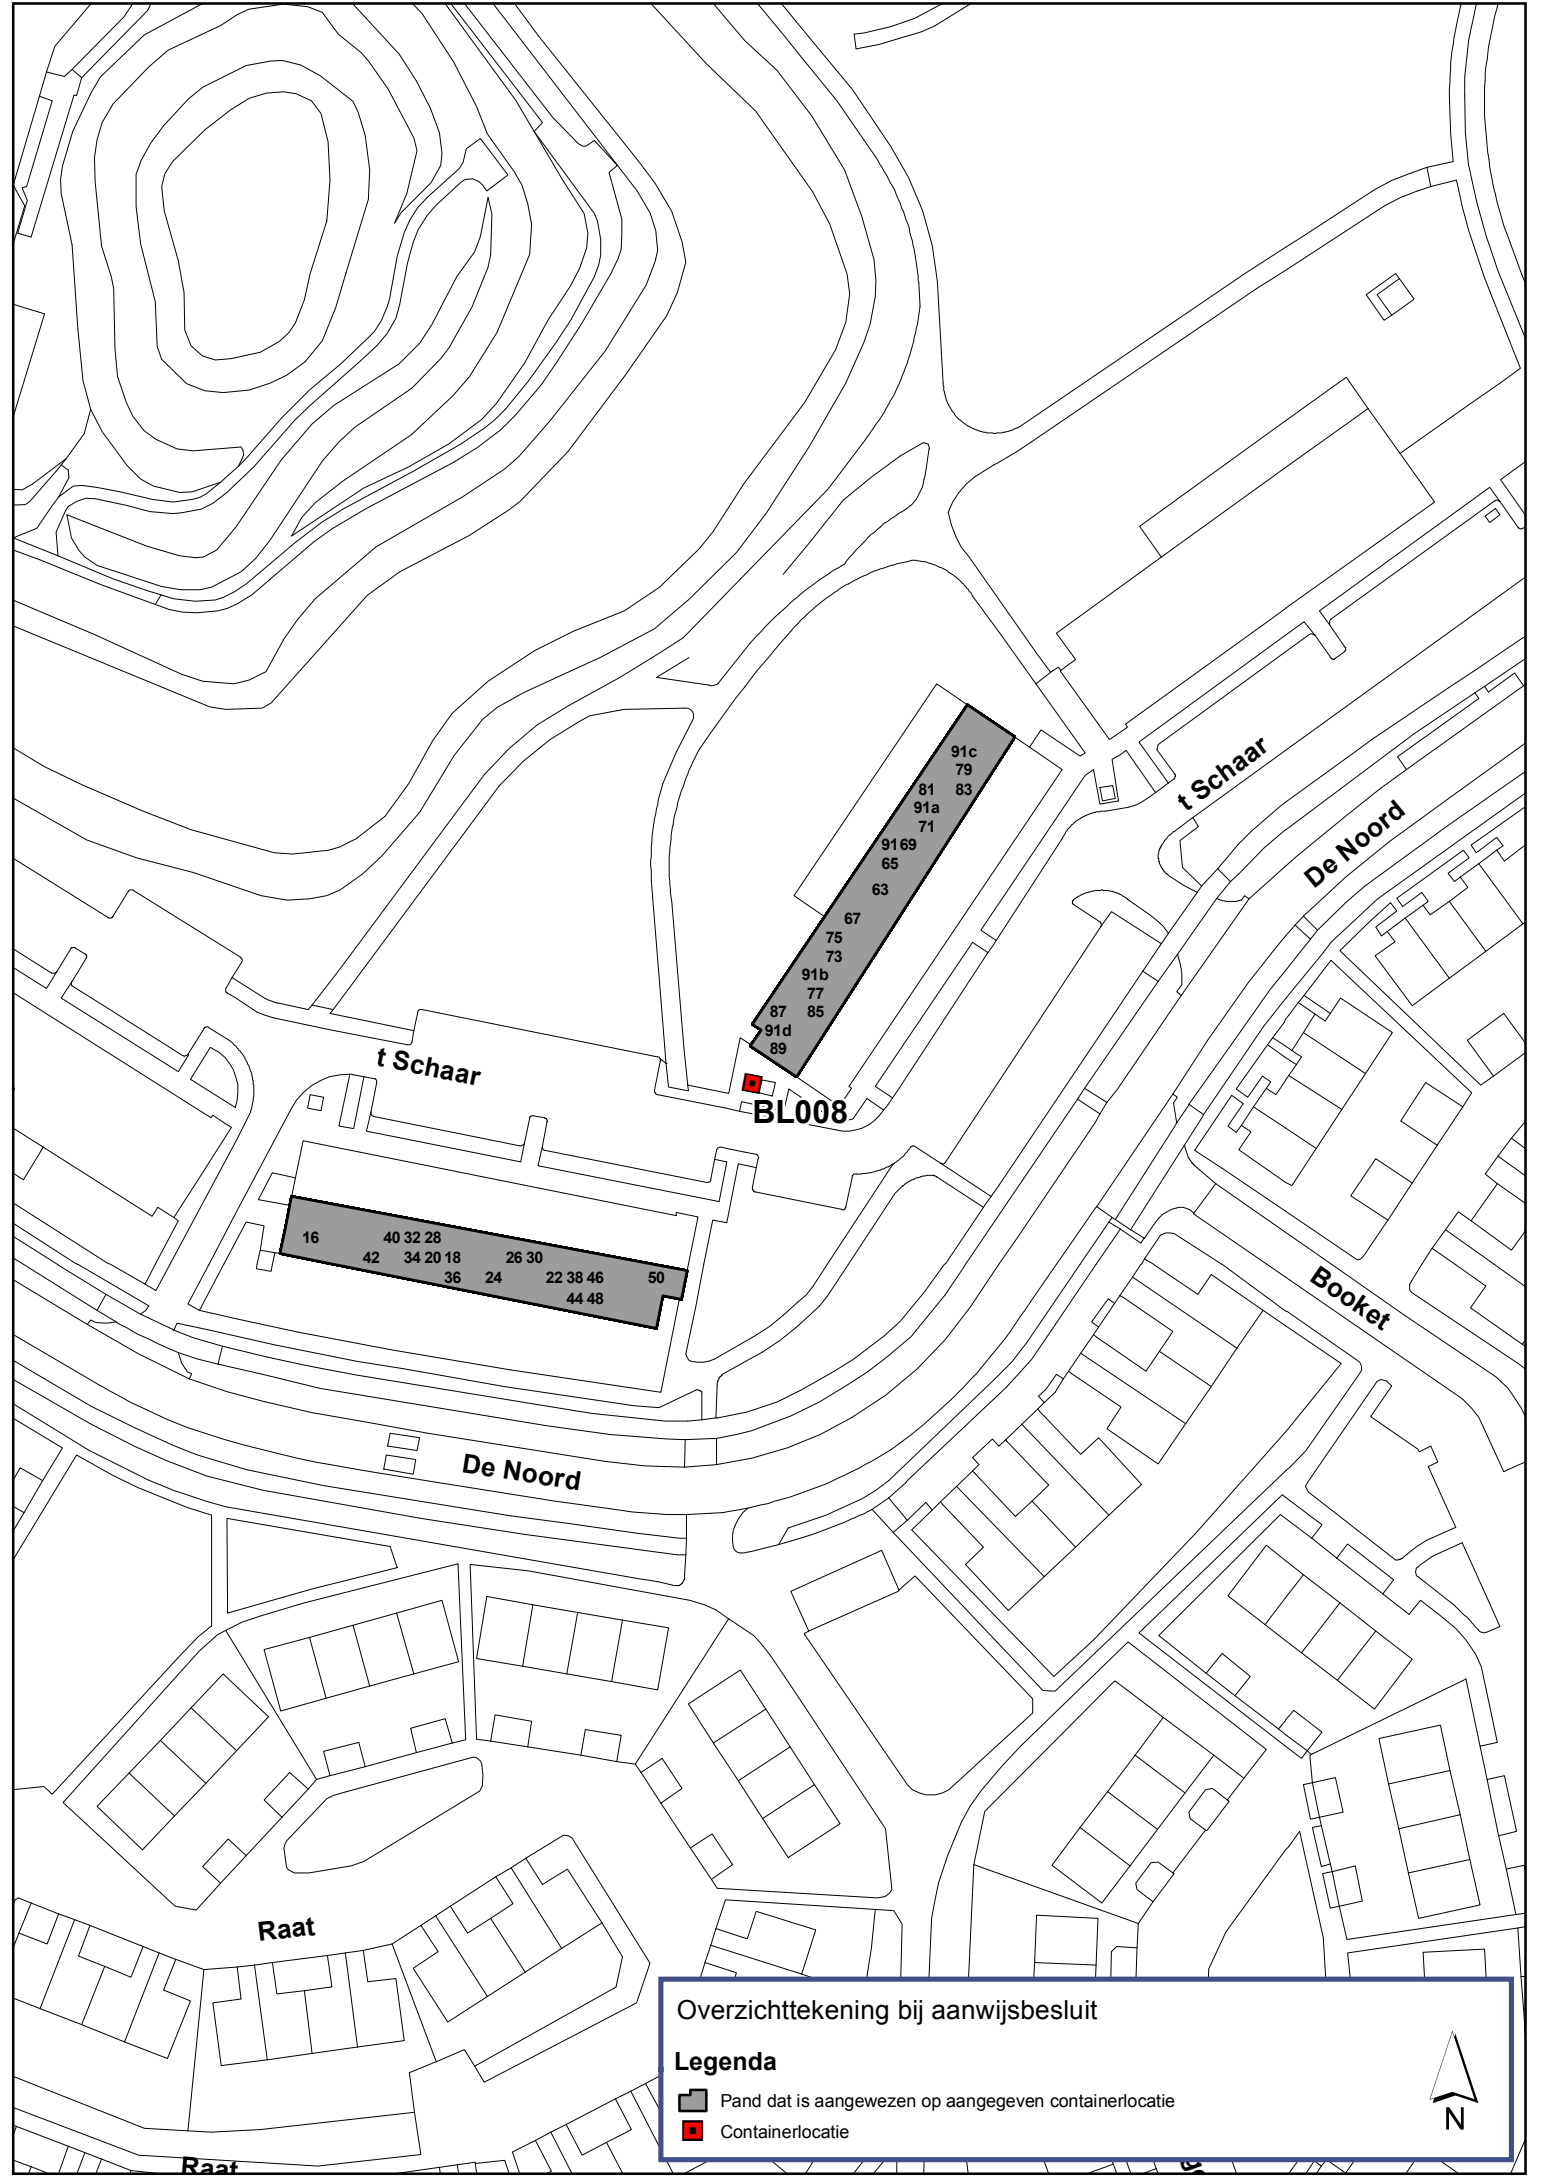 91c
79
81 83
91a
71
91 69
65
63
67
75
73
91b
77
87 85
91d
89
t Schaar
De Noord
t Schaar
BL008
16 40 32 28
42 34 20 18 26 30
36 24 22 38 46 50
44 48
Booket
De Noord
Raat
Overzichttekening bij aanwijsbesluit
Legenda
Pand dat is aangewezen op aangegeven containerlocatie
Containerlocatie
N
Raat